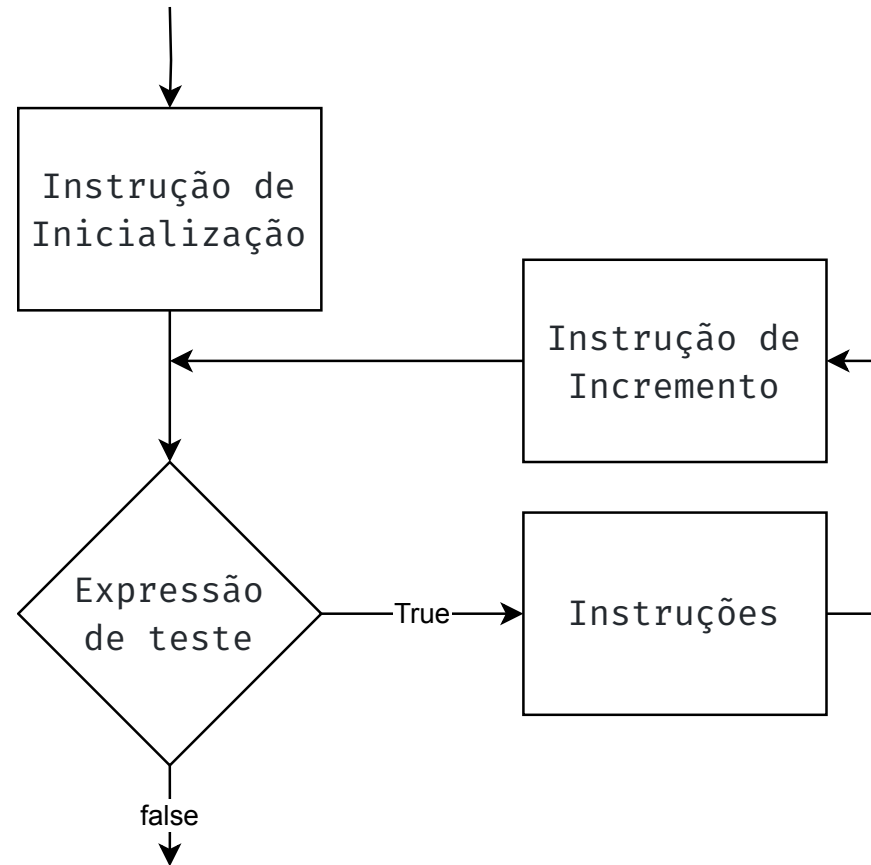 Instrução de
Inicialização
Instrução de
Incremento
Expressão
de teste
True
Instruções
false